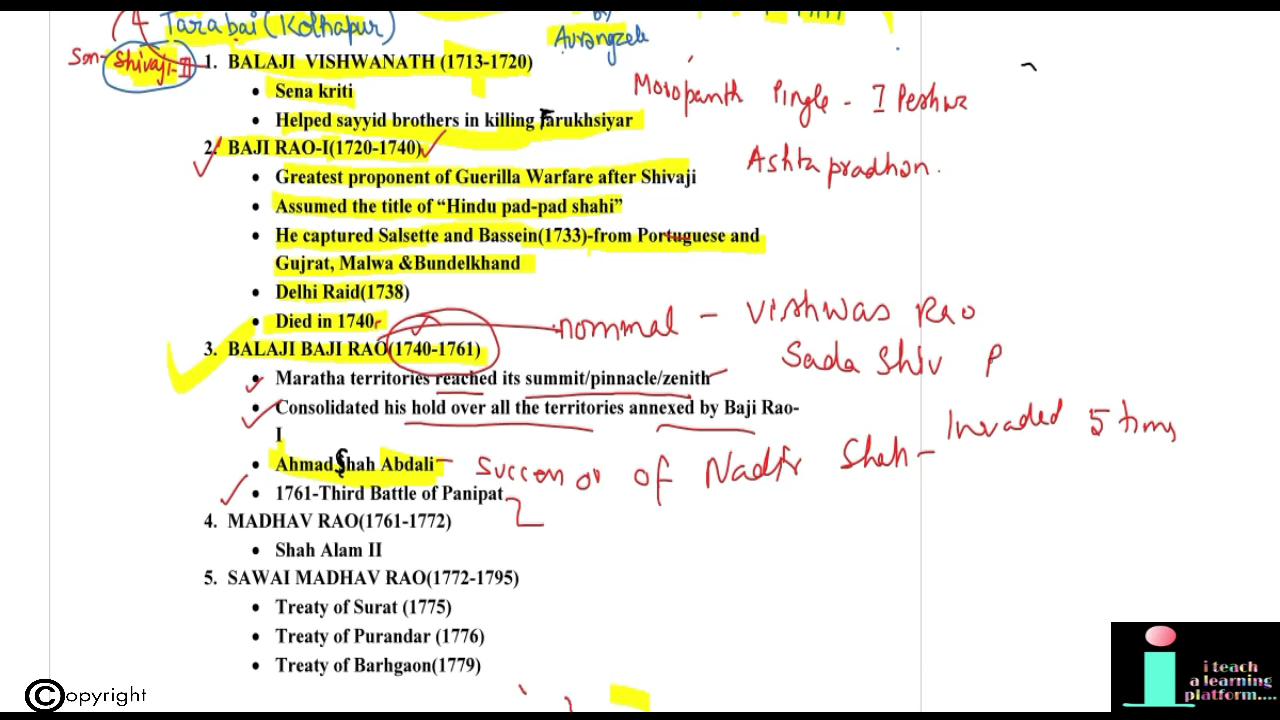 Tarabai (Kolhapur)
by
Aurangzeb
Son- Shivaji-II
1. BALAJI VISHWANATH (1713-1720)
• Sena kriti
Moropanth Pingle - I Peshwa
• Helped sayyid brothers in killing Farukhsiyar
2. BAJI RAO-I(1720-1740)
Ashta pradhan.
• Greatest proponent of Guerilla Warfare after Shivaji
• Assumed the title of “Hindu pad-pad shahi”
• He captured Salsette and Bassein(1733)-from Portuguese and
Gujrat, Malwa &Bundelkhand
• Delhi Raid(1738)
• Died in 1740
nominal - Vishwas Rao
3. BALAJI BAJI RAO(1740-1761)
Sada Shiv P
• Maratha territories reached its summit/pinnacle/zenith
• Consolidated his hold over all the territories annexed by Baji Rao-
I
Invaded 5 times
• Ahmad Shah Abdali - Successor of Nadir Shah -
• 1761-Third Battle of Panipat
4. MADHAV RAO(1761-1772)
• Shah Alam II
5. SAWAI MADHAV RAO(1772-1795)
• Treaty of Surat (1775)
• Treaty of Purandar (1776)
• Treaty of Barhgaon(1779)
Copyright
i teach
a learning
platform....